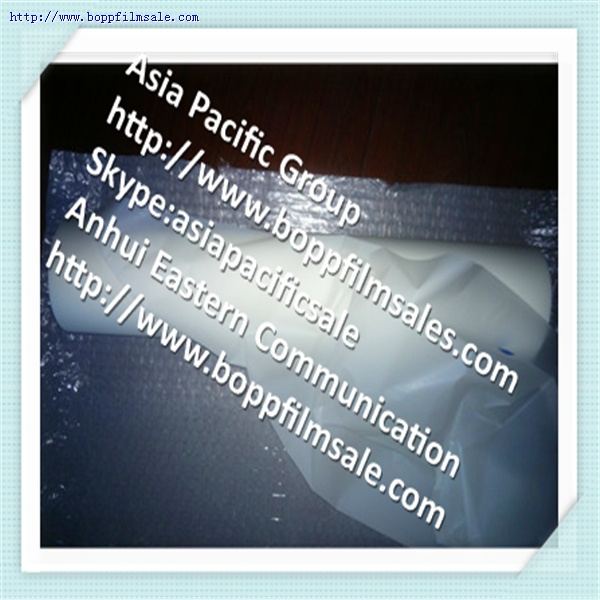 http://www.boppfilmsale.com
Asia Pacific Group
http://www.boppfilmsales.com
Skype:asiapacificsale
Anhui Eastern Communication
http://www.boppfilmsale.com